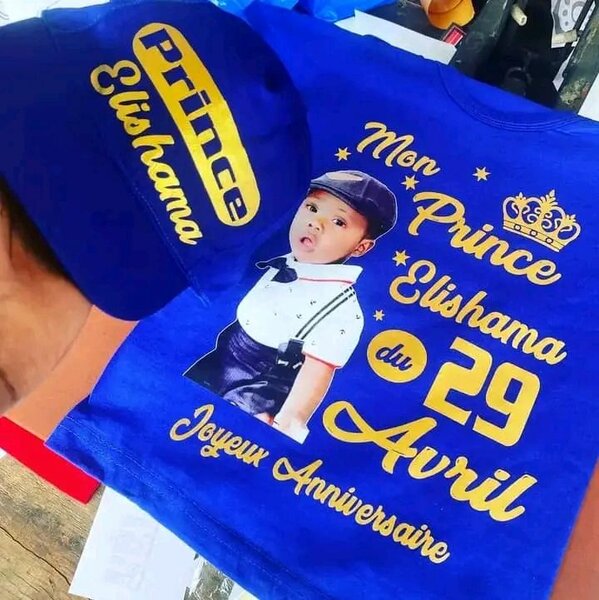 Prince
Elishama
Mon
Prince
Elishama
du 29
Avril
Joyeux Anniversaire